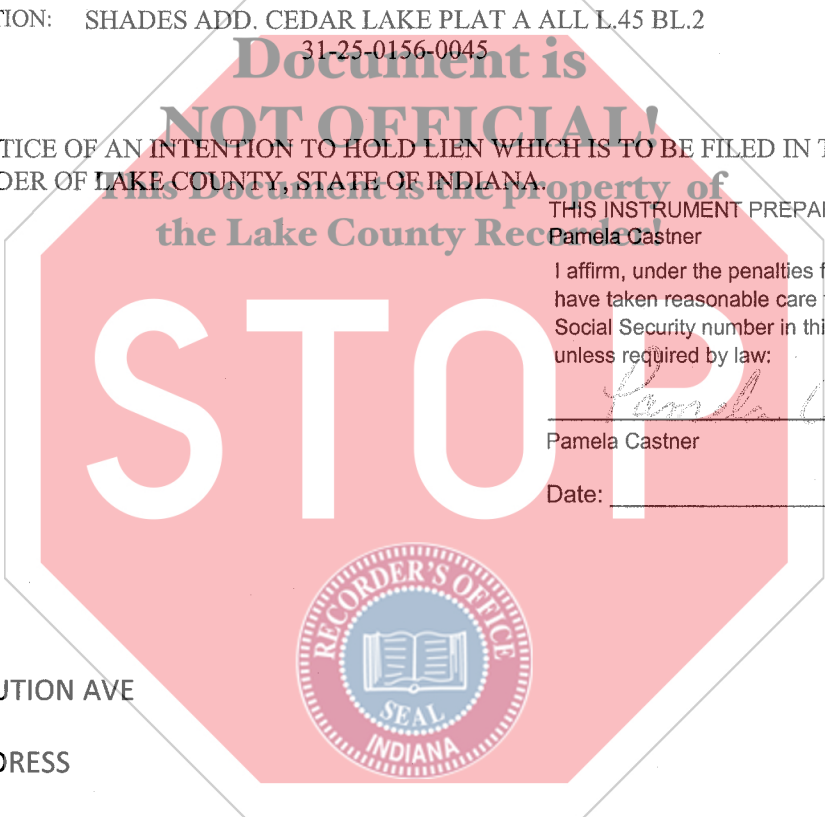 TION: SHADES ADD. CEDAR LAKE PLAT A ALL L.45 BL.2
31-25-0156-0045
Document is
NOT OFFICIAL!
TICE OF AN INTENTION TO HOLD LIEN WHICH IS TO BE FILED IN T
DER OF LAKE COUNTY, STATE OF INDIANA.
This Document is the property of
the Lake County Recorder!
THIS INSTRUMENT PREPAR
Pamela Castner
I affirm, under the penalties f
have taken reasonable care
Social Security number in thi
unless required by law:
Pamela
Pamela Castner
Date:
STOP
RECORDER'S OFFICE
SEAL
INDIANA
UTION AVE
DRESS